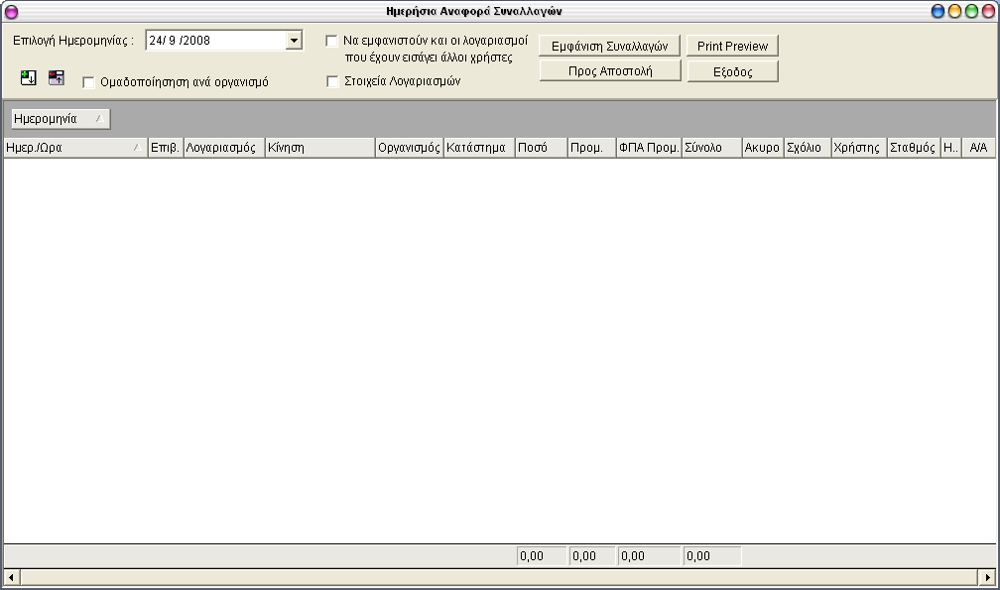 Ημερήσια Αναφορά Συναλλαγών
Επιλογή Ημερομηνίας :
24/ 9 /2008
Να εμφανιστούν και οι λογαριασμοί
που έχουν εισάγει άλλοι χρήστες
Εμφάνιση Συναλλαγών
Print Preview
Ομαδοποίησηση ανά οργανισμό
Στοιχεία Λογαριασμών
Προς Αποστολή
Εξοδος
Ημερομηνία
Ημερ./Ωρα Επιβ. Λογαριασμός Κίνηση Οργανισμός Κατάστημα Ποσό Προμ. ΦΠΑ Προμ. Σύνολο Ακυρο Σχόλιο Χρήστης Σταθμός Η.. Α/Α
0,00 0,00 0,00 0,00